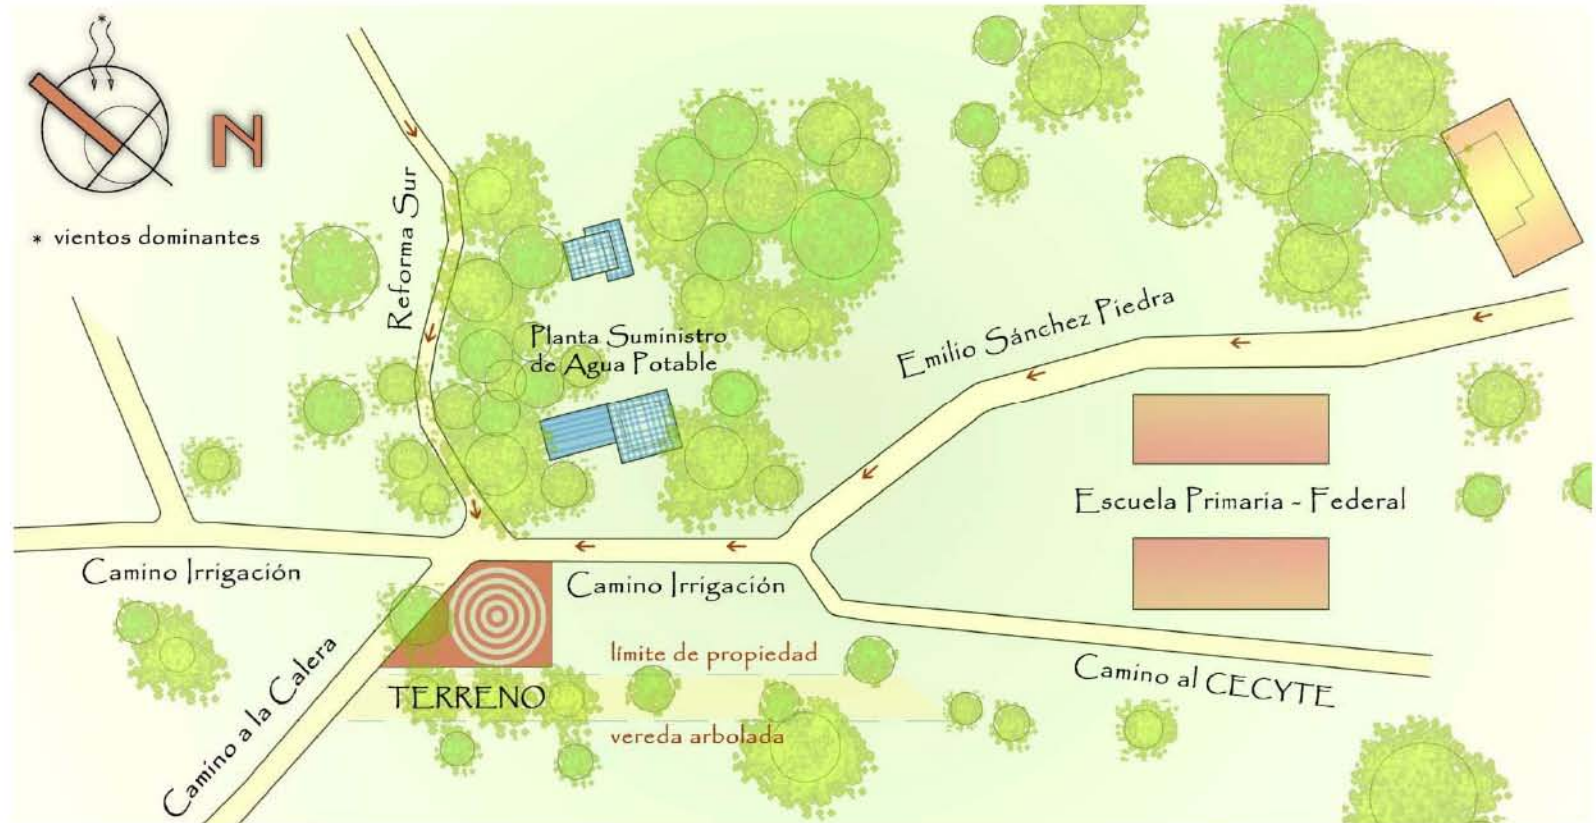 N
* vientos dominantes
Reforma Sur
Planta Suministro
de Agua Potable
Emilio Sánchez Piedra
Escuela Primaria - Federal
Camino Irrigación
Camino Irrigación
Camino a la Calera
límite de propiedad
TERRENO
vereda arbolada
Camino al CECYTE